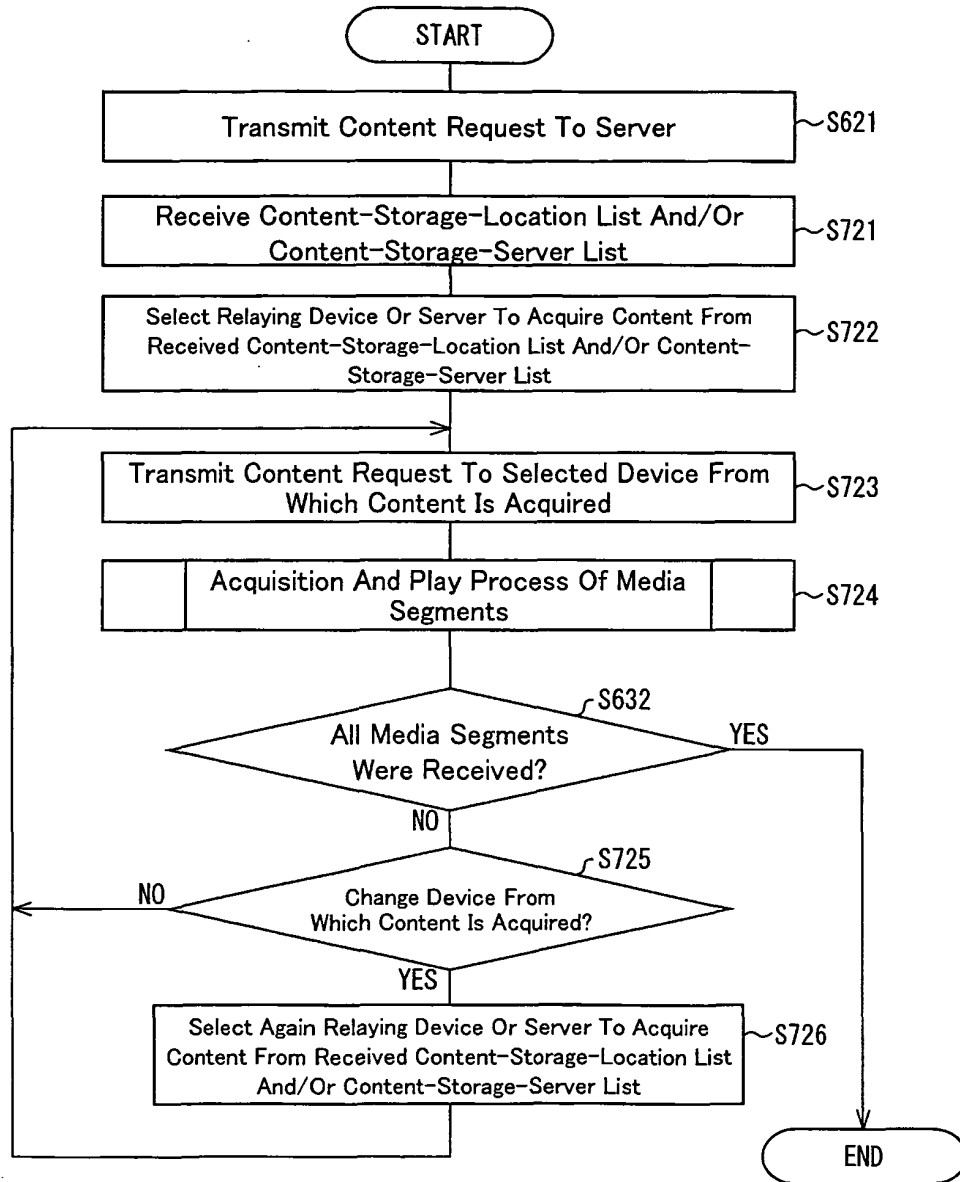 START
Transmit Content Request To Server
S621
Receive Content-Storage-Location List And/Or
Content-Storage-Server List
S721
Select Relaying Device Or Server To Acquire Content From
Received Content-Storage-Location List And/Or Content-
Storage-Server List
S722
Transmit Content Request To Selected Device From
Which Content Is Acquired
S723
Acquisition And Play Process Of Media
Segments
S724
S632
All Media Segments
Were Received?
YES
NO
S725
Change Device From
Which Content Is Acquired?
NO
YES
Select Again Relaying Device Or Server To Acquire
Content From Received Content-Storage-Location List
And/Or Content-Storage-Server List
S726
END